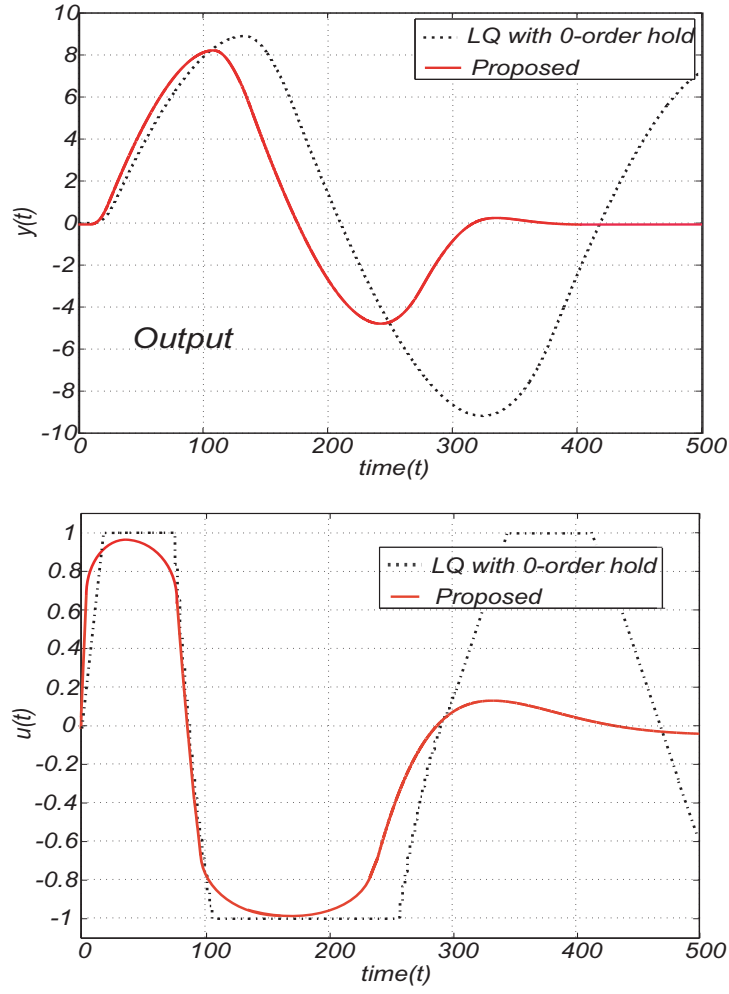 10
8
6
4
2
0
-2
-4
-6
-8
-10
y(t)
LQ with 0-order hold
Proposed
Output
0 100 200 300 400 500
time(t)
1
0.8
0.6
0.4
0.2
0
-0.2
-0.4
-0.6
-0.8
-1
u(t)
LQ with 0-order hold
Proposed
0 100 200 300 400 500
time(t)